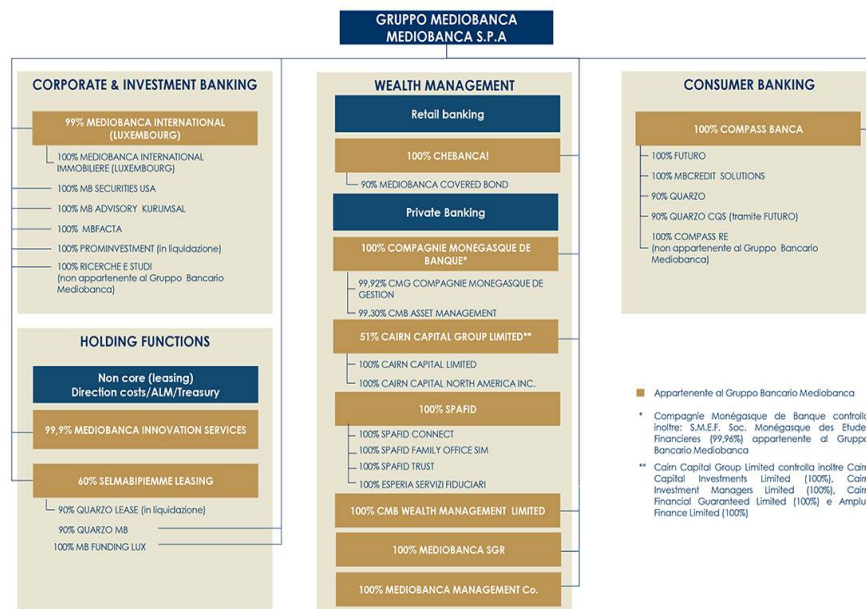 GRUPPO MEDIOBANCA
MEDIOBANCA S.P.A
CORPORATE & INVESTMENT BANKING
99% MEDIOBANCA INTERNATIONAL
(LUXEMBOURG)
100% MEDIOBANCA INTERNATIONAL
IMMOBILIERE (LUXEMBOURG)
100% MB SECURITIES USA
100% MB ADVISORY KURUMSAL
100% MBFACTA
100% PROMINVESTMENT (in liquidazione)
100% RICERCHE E STUDI
(non appartenente al Gruppo Bancario
Mediobanca)
HOLDING FUNCTIONS
Non core (leasing)
Direction costs/ALM/Treasury
99,9% MEDIOBANCA INNOVATION SERVICES
60% SELMABIPIEMME LEASING
90% QUARZO LEASE (in liquidazione)
90% QUARZO MB
100% MB FUNDING LUX
WEALTH MANAGEMENT
Retail banking
100% CHEBANCA!
90% MEDIOBANCA COVERED BOND
Private Banking
100% COMPAGNIE MONEGASQUE DE
BANQUE*
99,92% CMG COMPAGNIE MONEGASQUE DE
GESTION
99.30% CMB ASSET MANAGEMENT
51% CAIRN CAPITAL GROUP LIMITED**
100% CAIRN CAPITAL LIMITED
100% CAIRN CAPITAL NORTH AMERICA INC.
100% SPAFID
100% SPAFID CONNECT
100% SPAFID FAMILY OFFICE SIM
100% SPAFID TRUST
100% ESPERIA SERVIZI FIDUCIARI
100% CMB WEALTH MANAGEMENT LIMITED
100% MEDIOBANCA SGR
100% MEDIOBANCA MANAGEMENT Co.
CONSUMER BANKING
100% COMPASS BANCA
100% FUTURO
100% MBCREDIT SOLUTIONS
90% QUARZO
90% QUARZO CQS (tramite FUTURO)
100% COMPASS RE
(non appartenente al Gruppo Bancario
Mediobanca)
Appartenente al Gruppo Bancario Mediobanca
* Compagnie Monégasque de Banque controlla
inoltre: S.M.E.F. Soc. Monégasque des Etudes
Financieres (99,96%) appartenente al Gruppo
Bancario Mediobanca
** Cairn Capital Group Limited controlla inoltre Cairn
Capital Investments Limited (100%), Cairn
Investment Managers Limited (100%), Cairn
Financial Guaranteed Limited (100%) e Amplus
Finance Limited (100%)